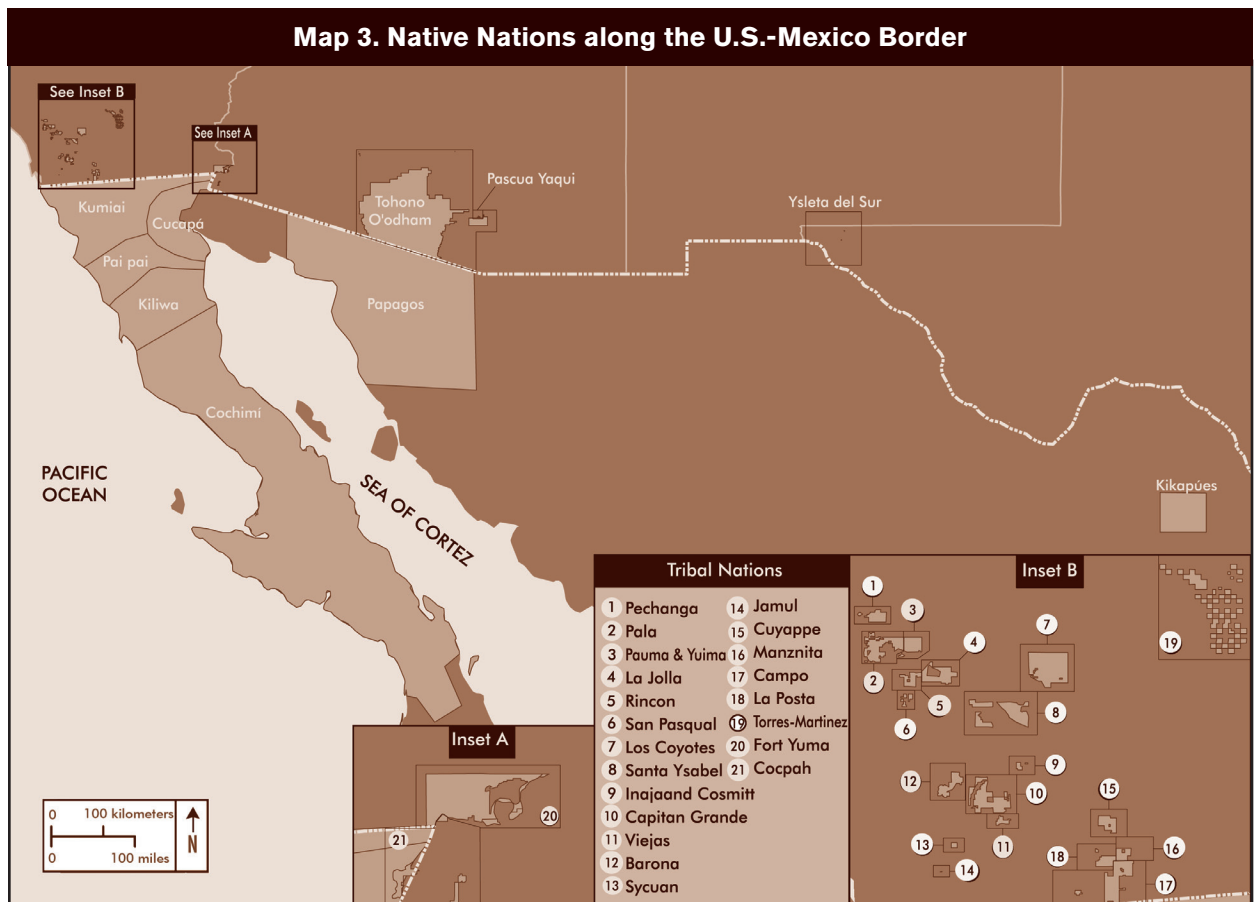 Map 3. Native Nations along the U.S.-Mexico Border
See Inset B
See Inset A
Kumiai
Cucapá
Pai pai
Kiliwa
Cochimí
Tohono
O'odham
Pascua Yaqui
Papagos
Ysleta del Sur
Kikapúes
PACIFIC
OCEAN
SEA OF CORTEZ
0 100 kilometers
0 100 miles
N
Inset A
20
21
Tribal Nations
1 Pechanga
2 Pala
3 Pauma & Yuima
4 La Jolla
5 Rincon
6 San Pasqual
7 Los Coyotes
8 Santa Ysabel
9 Inajaand Cosmitt
10 Capitan Grande
11 Viejas
12 Barona
13 Sycuan
14 Jamul
15 Cuyappe
16 Manznita
17 Campo
18 La Posta
19 Torres-Martinez
20 Fort Yuma
21 Cocpah
Inset B
1
3
4
7
19
2
5
6
8
9
12
10
15
11
13
14
18
16
17